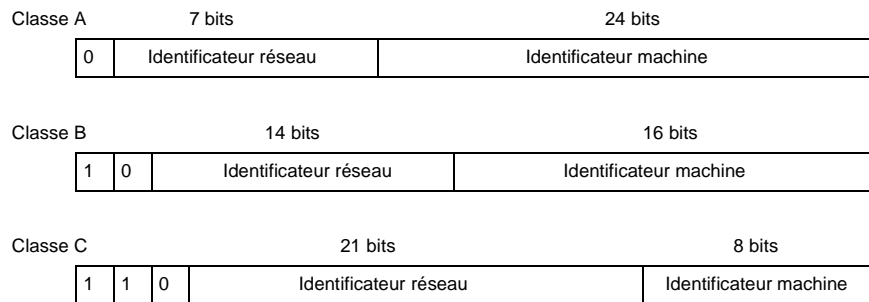 Classe A 7 bits 24 bits
0 Identificateur réseau Identificateur machine
Classe B 14 bits 16 bits
1 0 Identificateur réseau Identificateur machine
Classe C 21 bits 8 bits
1 1 0 Identificateur réseau Identificateur machine